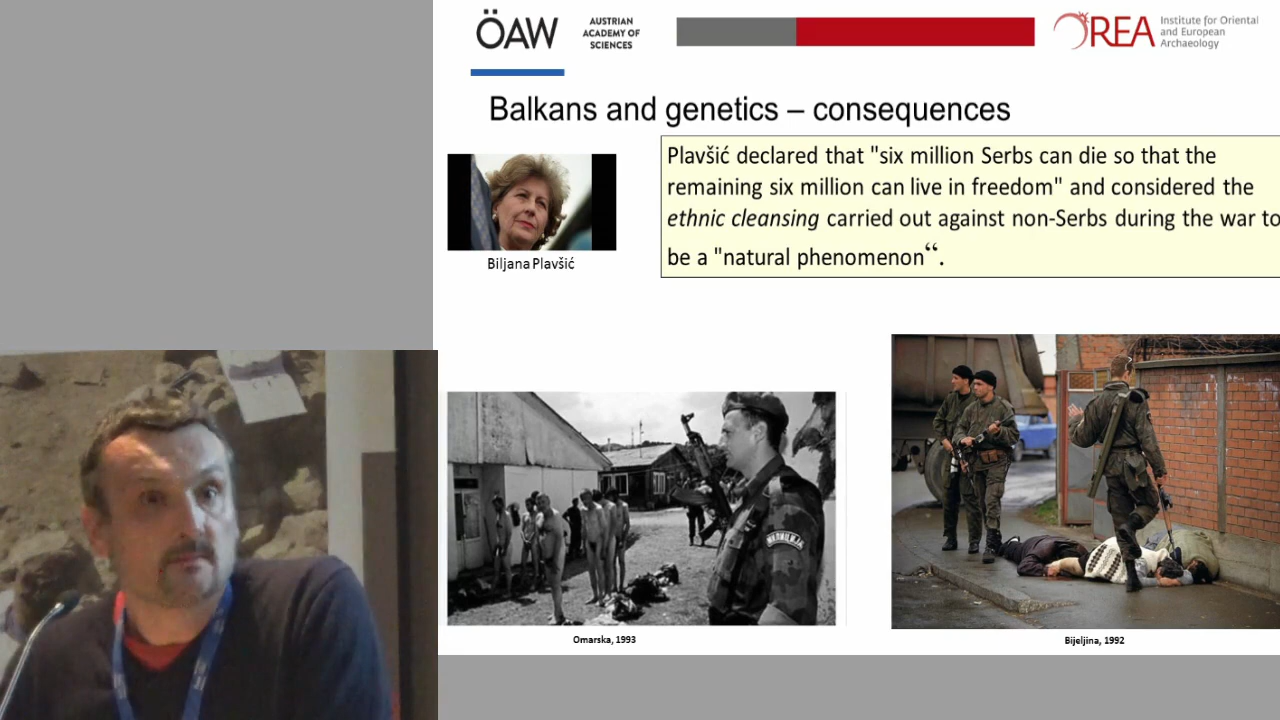 ÖAW
AUSTRIAN
ACADEMY OF
SCIENCES
OREA
Institute for Oriental
and European
Archaeology
Balkans and genetics – consequences
Plavšić declared that "six million Serbs can die so that the
remaining six million can live in freedom" and considered the
ethnic cleansing carried out against non-Serbs during the war to
be a "natural phenomenon“.
Biljana Plavšić
Omarska, 1993
Bijeljina, 1992